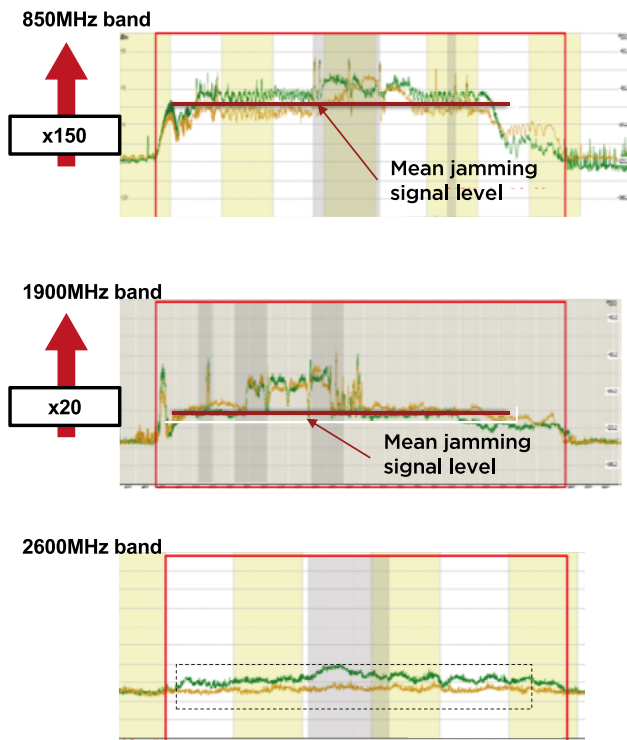 850MHz band
x150
Mean jamming
signal level
1900MHz band
x20
Mean jamming
signal level
2600MHz band